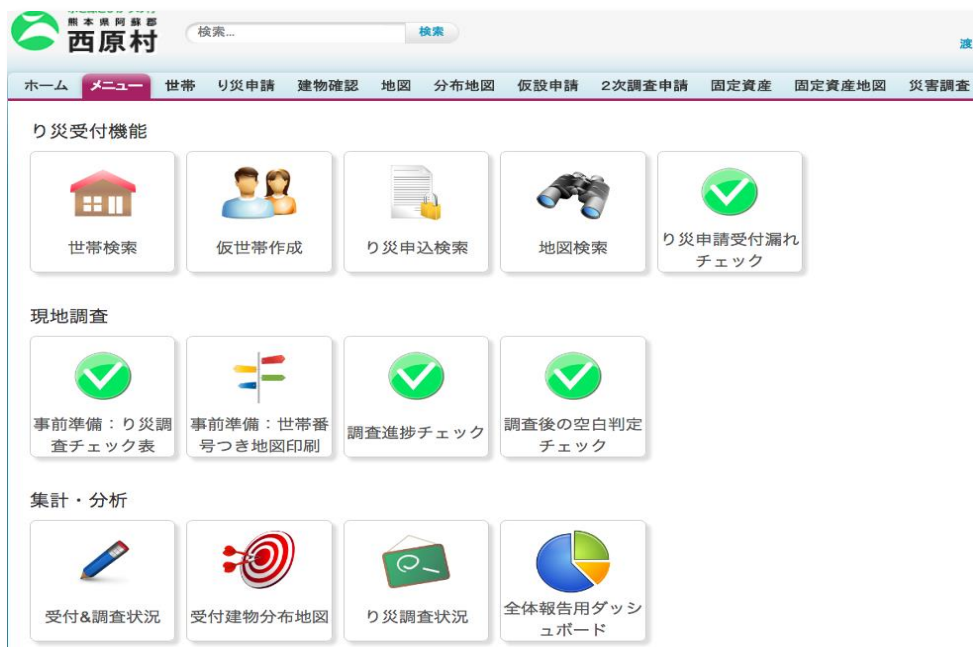 熊本県阿蘇郡
西原村
検索...
検索
渡
ホーム メニュー 世帯 り災申請 建物確認 地図 分布地図 仮設申請 2次調査申請 固定資産 固定資産地図 災害調査
り災受付機能
世帯検索
仮世帯作成
り災申込検索
地図検索
り災申請受付漏れ
チェック
現地調査
事前準備：り災調
査チェック表
事前準備：世帯番
号つき地図印刷
調査進捗チェック
調査後の空白判定
チェック
集計・分析
受付&調査状況
受付建物分布地図
り災調査状況
全体報告用ダッシ
ュボード